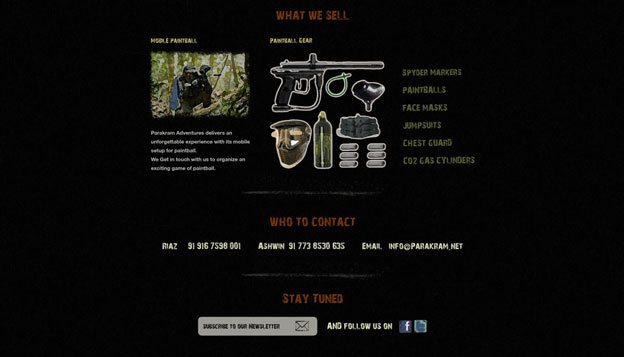 WHAT WE SELL
MOBILE PAINTBALL
PAINTBALL GEAR
Parakram Adventures delivers an
unforgettable experience with its mobile
setup for paintball.
We Get in touch with us to organize an
exciting game of paintball.
SPYDER MARKERS
PAINTBALLS
FACE MASKS
JUMPSUITS
CHEST GUARD
CO2 GAS CYLINDERS
WHO TO CONTACT
RIAZ 91 916 7598 001 ASHWIN 91 773 8530 635 EMAIL INFO@PARAKRAM.NET
STAY TUNED
SUBSCRIBE TO OUR NEWSLETTER
AND FOLLOW US ON